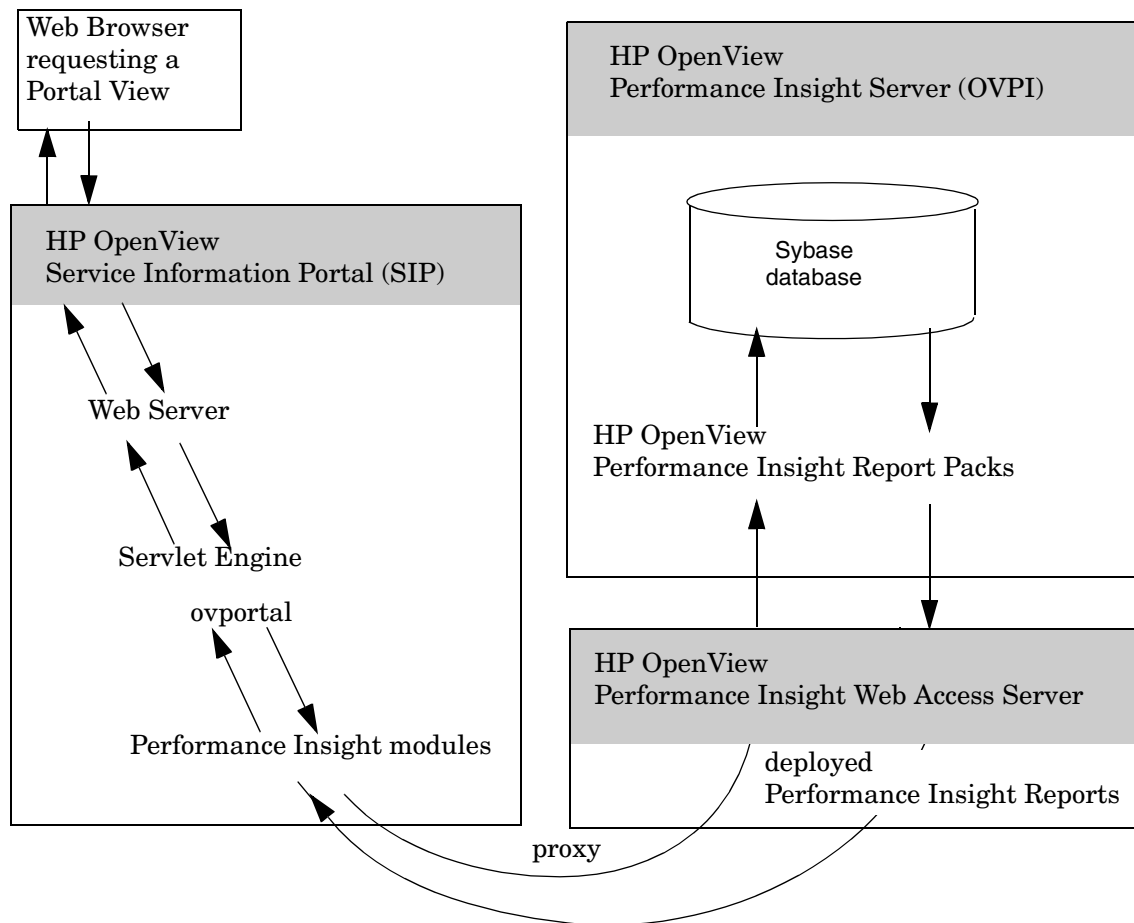 Web Browser
requesting a
Portal View
HP OpenView
Service Information Portal (SIP)
Web Server
Servlet Engine
ovportal
Performance Insight modules
proxy
HP OpenView
Performance Insight Server (OVPI)
Sybase
database
HP OpenView
Performance Insight Report Packs
HP OpenView
Performance Insight Web Access Server
deployed
Performance Insight Reports